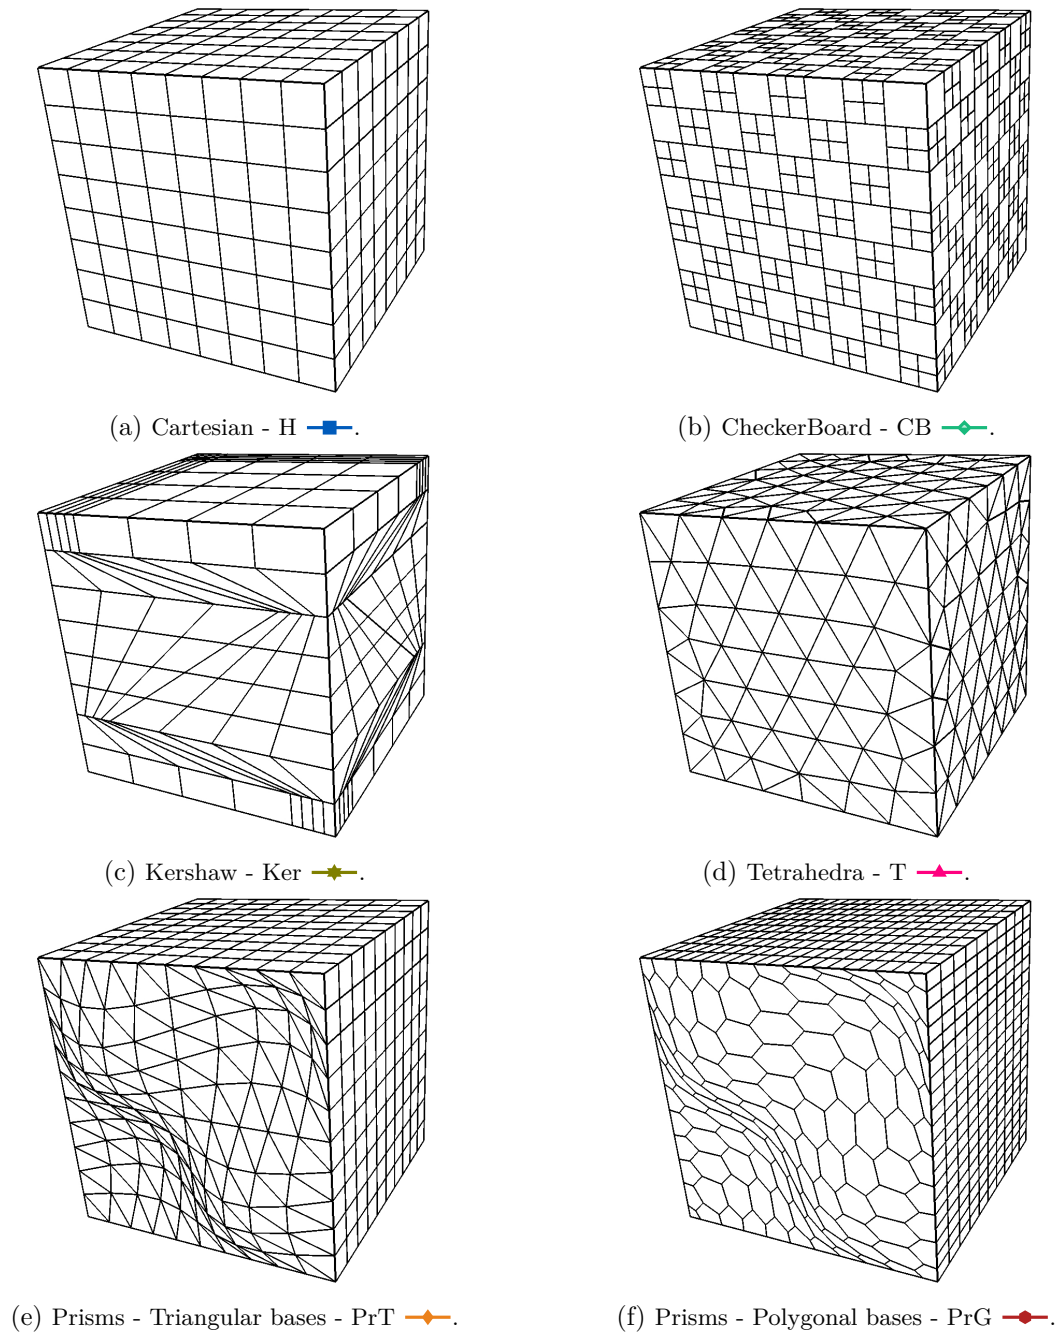 (a) Cartesian - H .
(b) CheckerBoard - CB .
(c) Kershaw - Ker .
(d) Tetrahedra - T .
(e) Prisms - Triangular bases - PrT .
(f) Prisms - Polygonal bases - PrG .